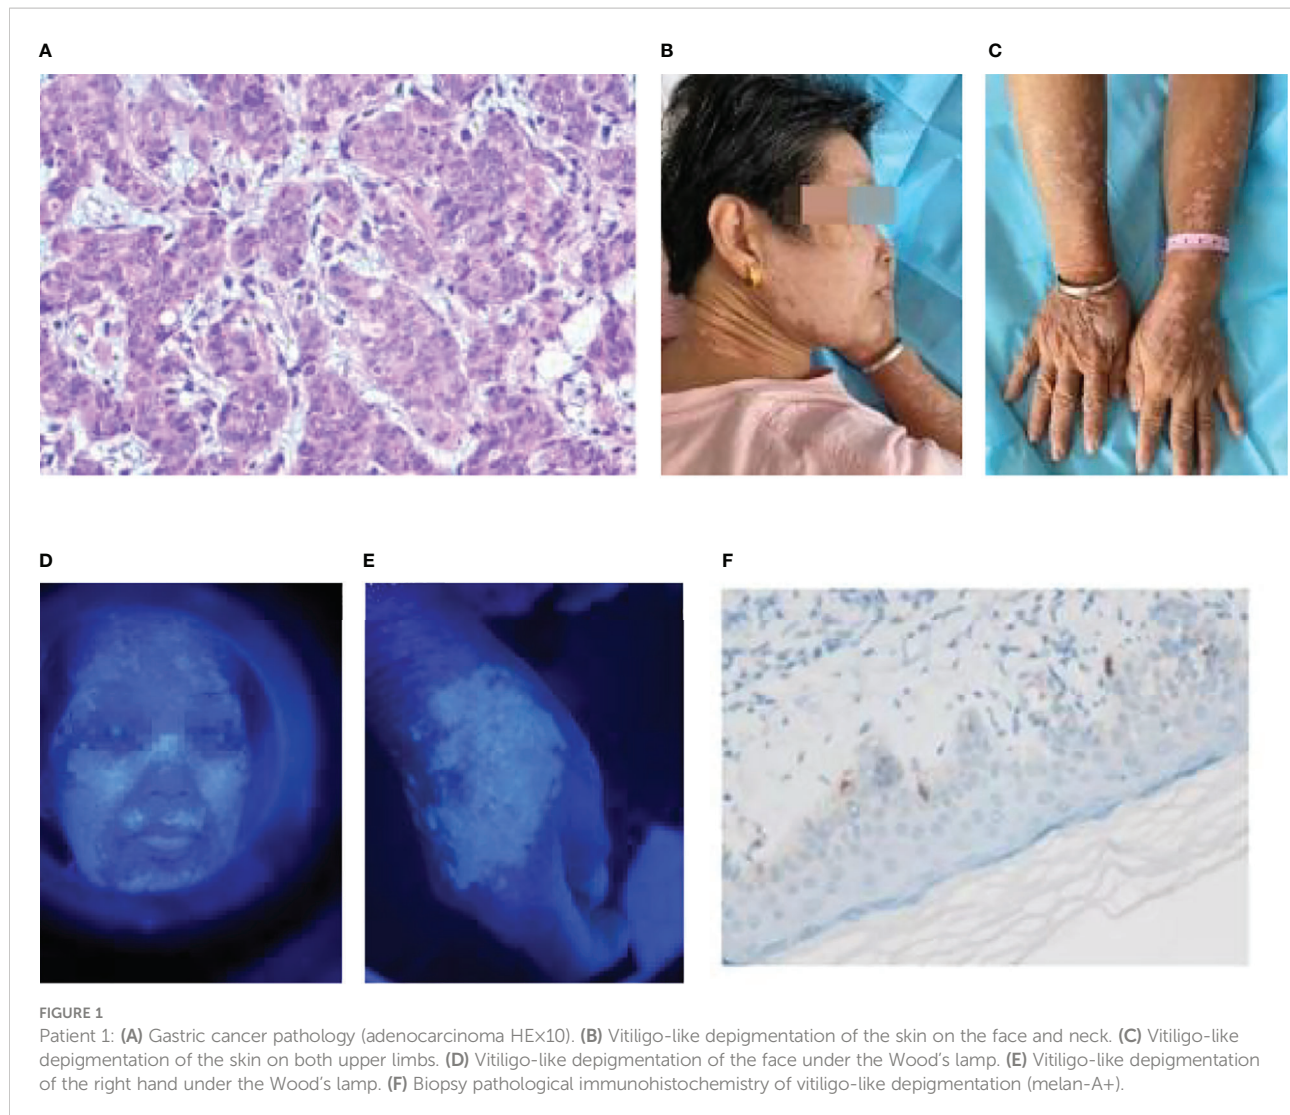 A
B
C
D
E
F
FIGURE 1
Patient 1: (A) Gastric cancer pathology (adenocarcinoma HE×10). (B) Vitiligo-like depigmentation of the skin on the face and neck. (C) Vitiligo-like
depigmentation of the skin on both upper limbs. (D) Vitiligo-like depigmentation of the face under the Wood’s lamp. (E) Vitiligo-like depigmentation
of the right hand under the Wood’s lamp. (F) Biopsy pathological immunohistochemistry of vitiligo-like depigmentation (melan-A+).